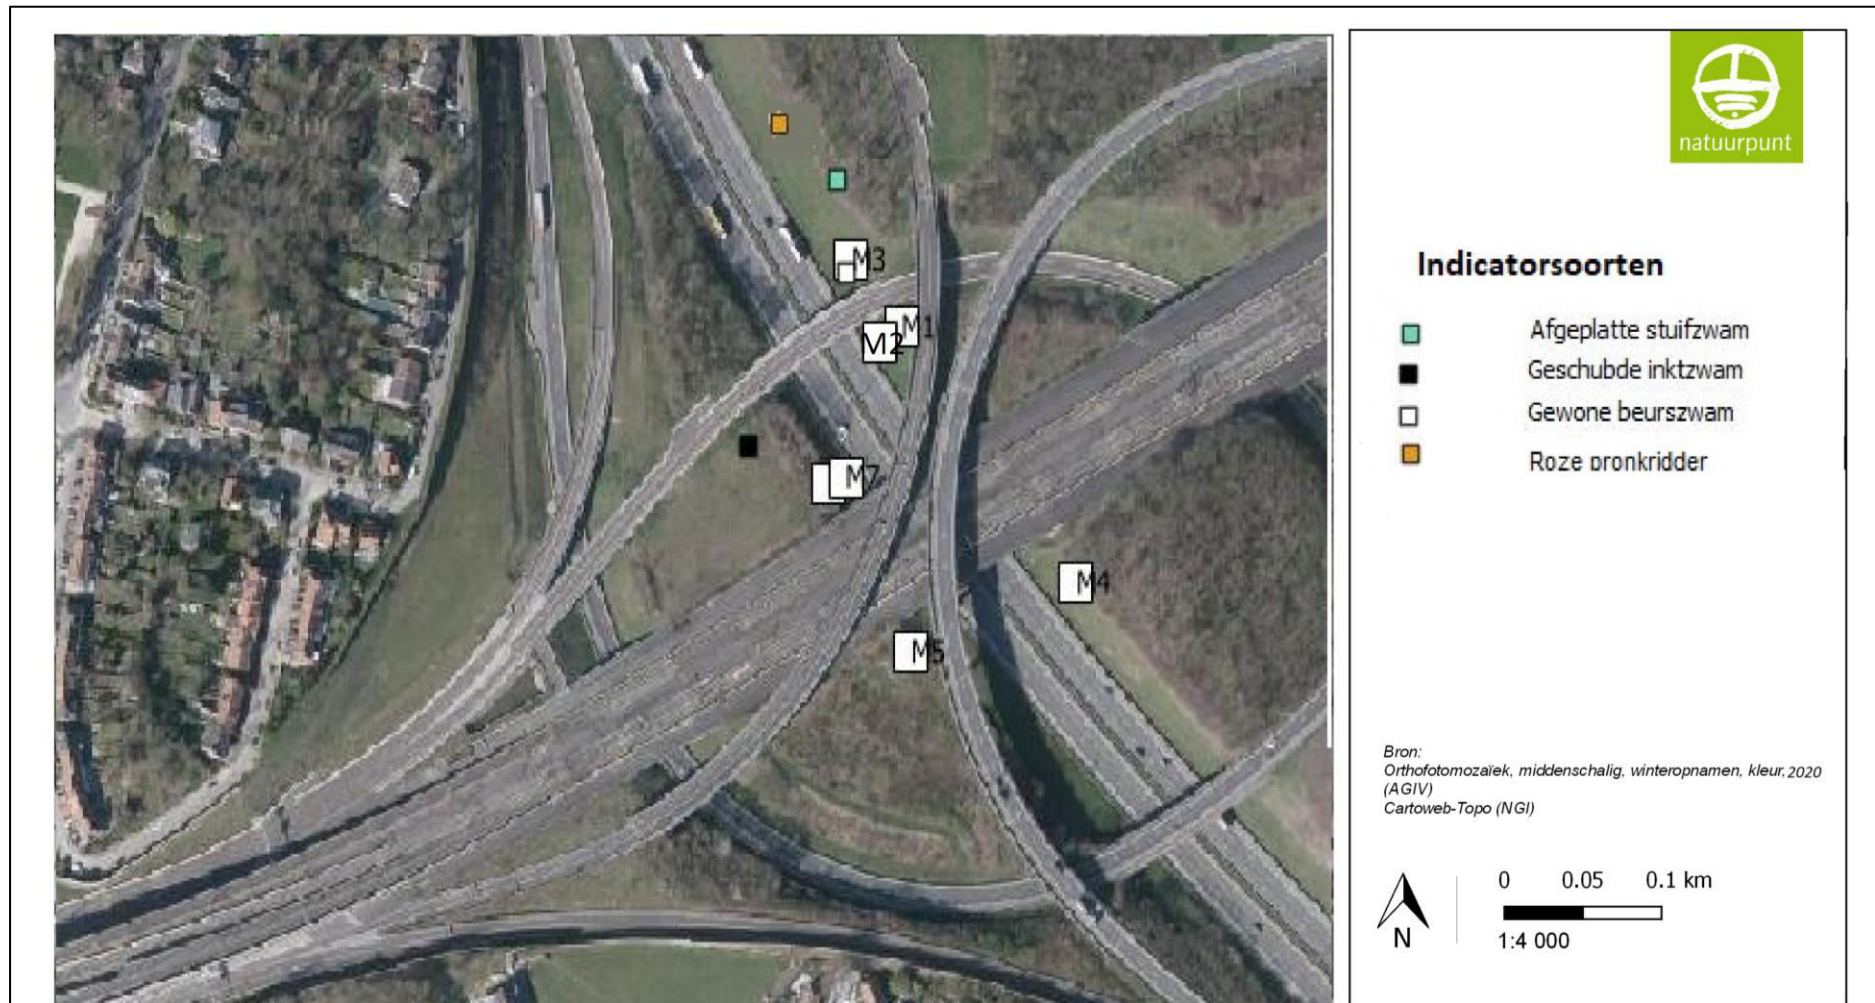 natuurpunt
Indicatorsoorten
Afgeplatte stuifzwam
Geschubde inktzwam
Gewone beurszwam
Roze pronkridder
M3
M1
M2
M7
M4
M5
Bron:
Orthofotomozaïek, middenschalig, winteropnamen, kleur, 2020
(AGIV)
Cartoweb-Topo (NGI)
0 0.05 0.1 km
N
1:4 000